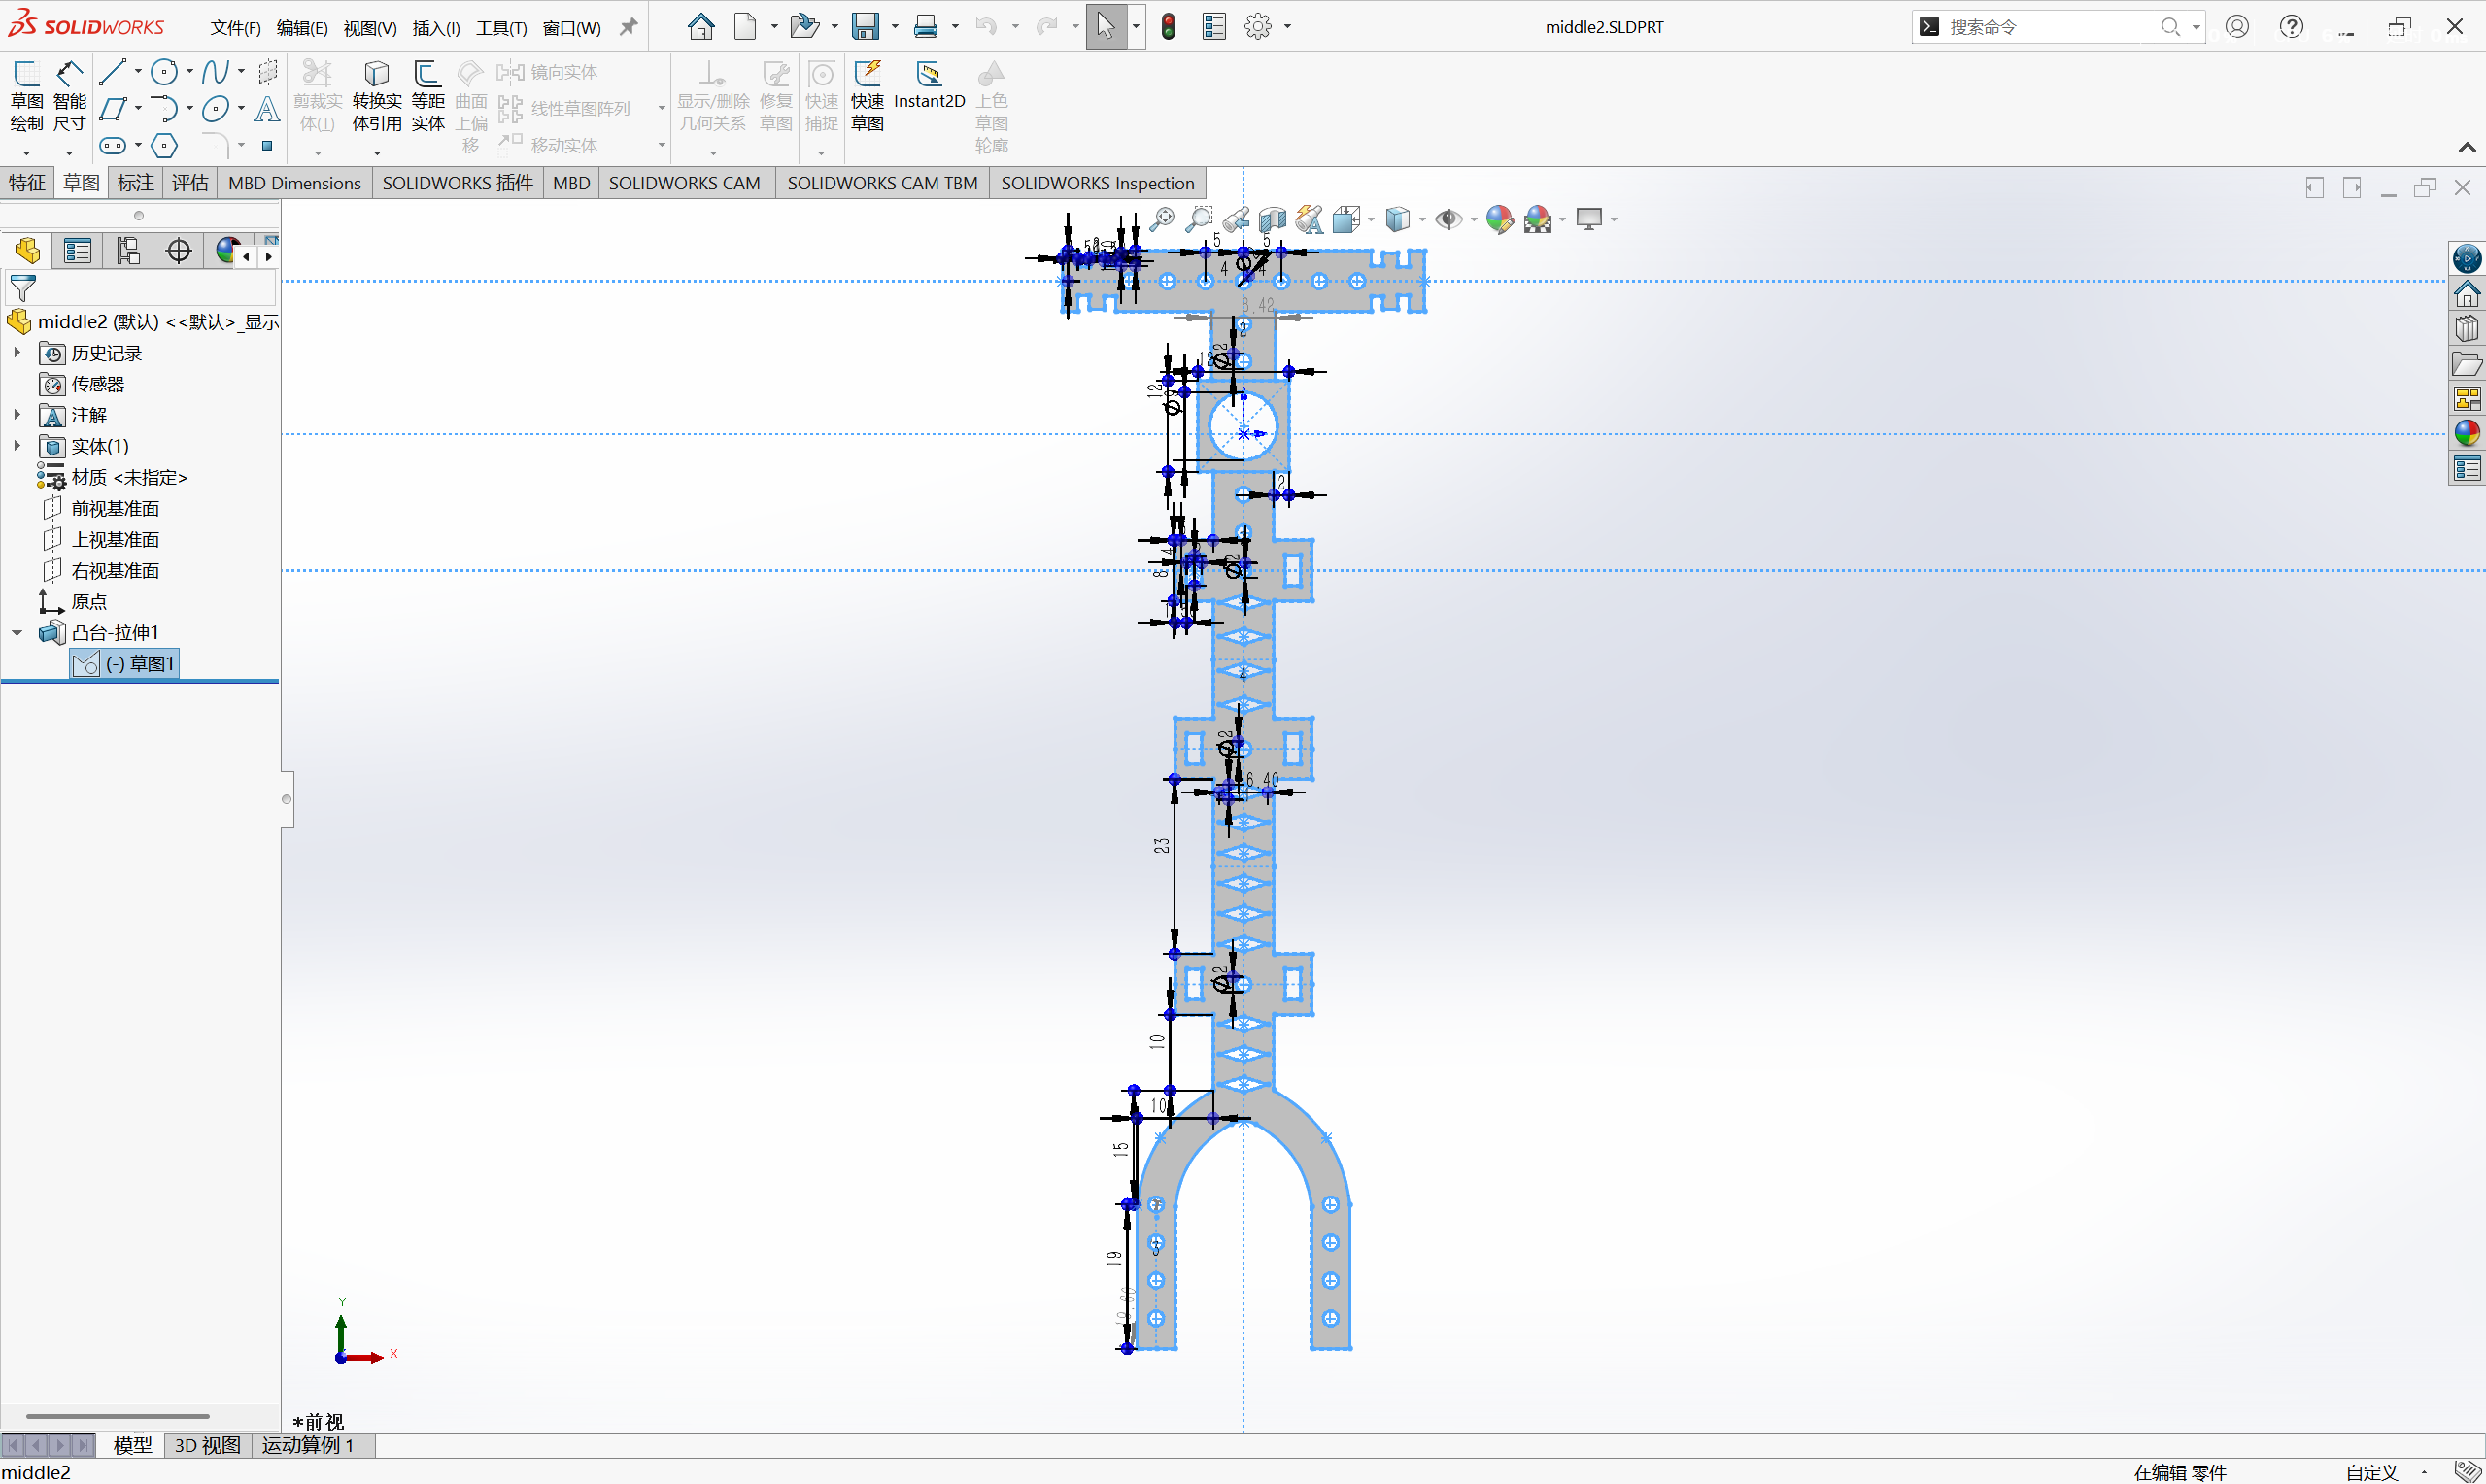 SOLIDWORKS 文件(F) 编辑(E) 视图(V) 插入(I) 工具(T) 窗口(W) middle2.SLDPRT 搜索命令
草图绘制 智能尺寸 剪裁实体(T) 转换实体引用 等距实体 曲面上偏移 镜向实体 线性草图阵列 移动实体 显示/删除几何关系 修复草图 快速捕捉 快速草图 Instant2D 上色草图轮廓
特征 草图 标注 评估 MBD Dimensions SOLIDWORKS 插件 MBD SOLIDWORKS CAM SOLIDWORKS CAM TBM SOLIDWORKS Inspection
middle2 (默认) <<默认>_显示
历史记录
传感器
注解
实体(1)
材质 <未指定>
前视基准面
上视基准面
右视基准面
原点
凸台-拉伸1
(-) 草图1
5 5
4 4
8.42
12
12
2
8
6.40
23
10
10
15
19
Y
X
*前视
模型 3D 视图 运动算例 1
middle2 在编辑 零件 自定义